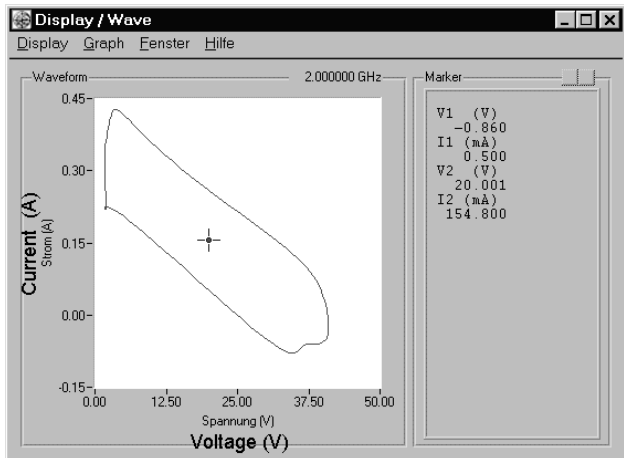 Display / Wave
Display Graph Fenster Hilfe
Waveform
2.000000 GHz
0.45
0.30
0.15
0.00
-0.15
Current (A)
Strom (A)
0.00 12.50 25.00 37.50 50.00
Spannung (V)
Voltage (V)
Marker
V1 (V)
-0.860
I1 (mA)
0.500
V2 (V)
20.001
I2 (mA)
154.800